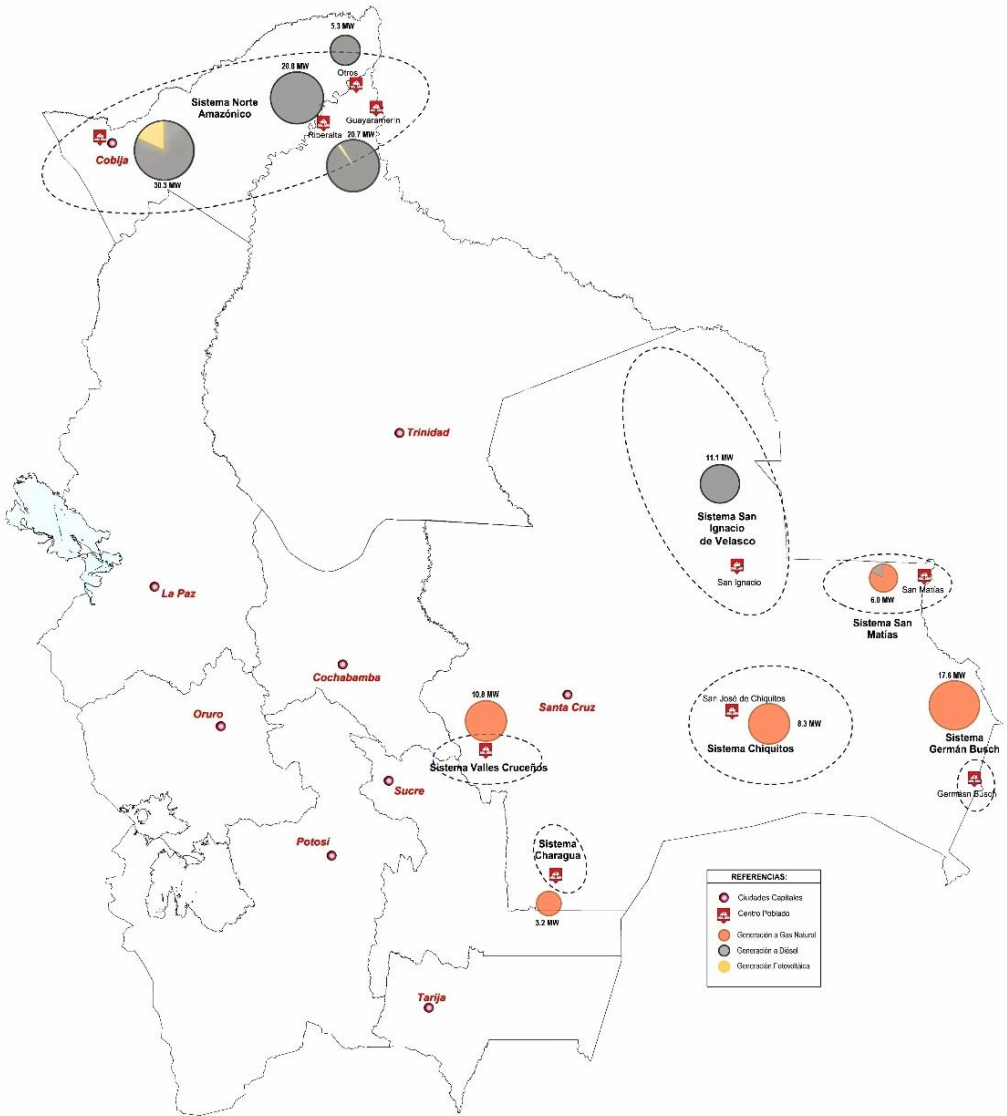 5.3 MW
Otros
20.8 MW
Sistema Norte
Amazónico
Guayaramerín
Riberalta
20.7 MW
Cobija
30.3 MW
Trinidad
11.1 MW
Sistema San
Ignacio
de Velasco
San Ignacio
San Matías
6.0 MW
Sistema San
Matías
La Paz
Cochabamba
Oruro
10.8 MW
Santa Cruz
San José de Chiquitos
8.3 MW
Sistema Chiquitos
17.6 MW
Sistema
Germán Busch
Sistema Valles Cruceños
Sucre
Germásn Busch
Potosí
Sistema
Charagua
3.2 MW
Tarija
REFERENCIAS:
Ciudades Capitales
Centro Poblado
Generación a Gas Natural
Generación a Diésel
Generación Fotovoltáica